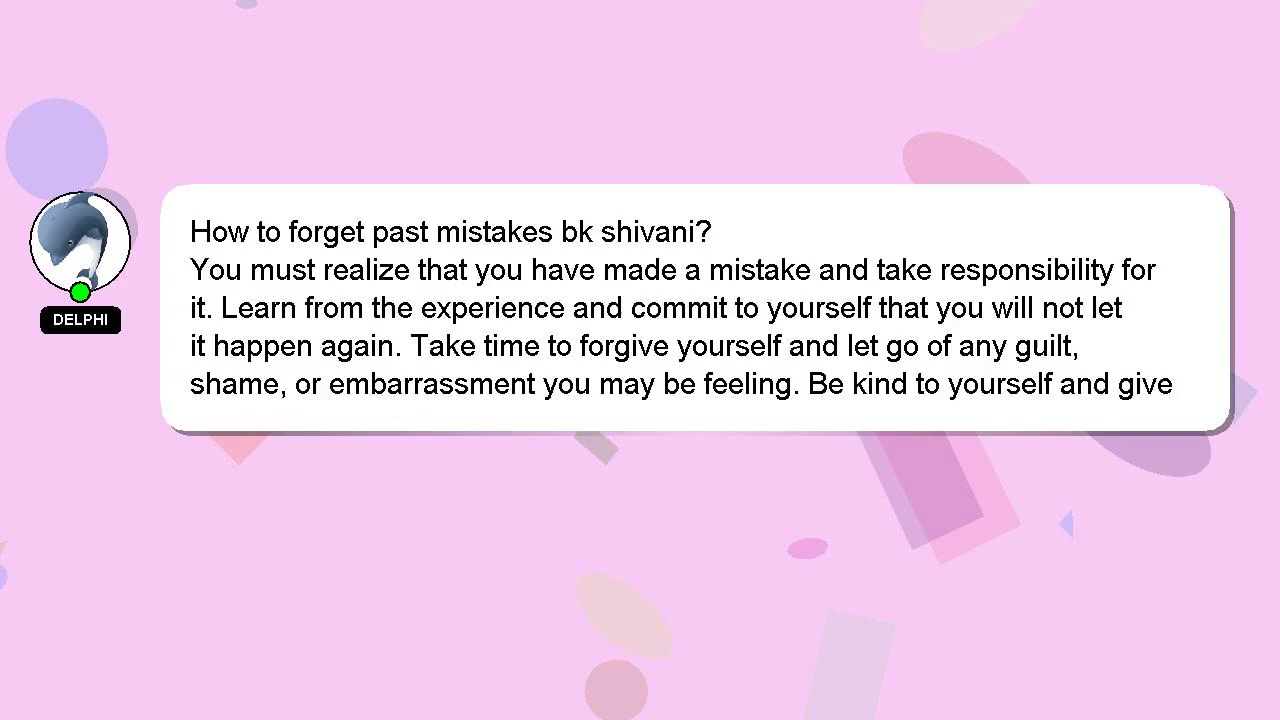 How to forget past mistakes bk shivani?
You must realize that you have made a mistake and take responsibility for
it. Learn from the experience and commit to yourself that you will not let
it happen again. Take time to forgive yourself and let go of any guilt,
shame, or embarrassment you may be feeling. Be kind to yourself and give
DELPHI